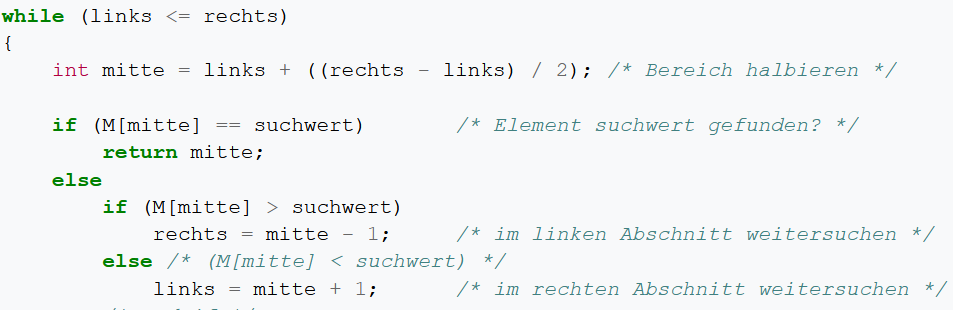 while (links <= rechts)
{
int mitte = links + ((rechts - links) / 2); /* Bereich halbieren */
if (M[mitte] == suchwert) /* Element suchwert gefunden? */
return mitte;
else
if (M[mitte] > suchwert)
rechts = mitte - 1; /* im linken Abschnitt weitersuchen */
else /* (M[mitte] < suchwert) */
links = mitte + 1; /* im rechten Abschnitt weitersuchen */